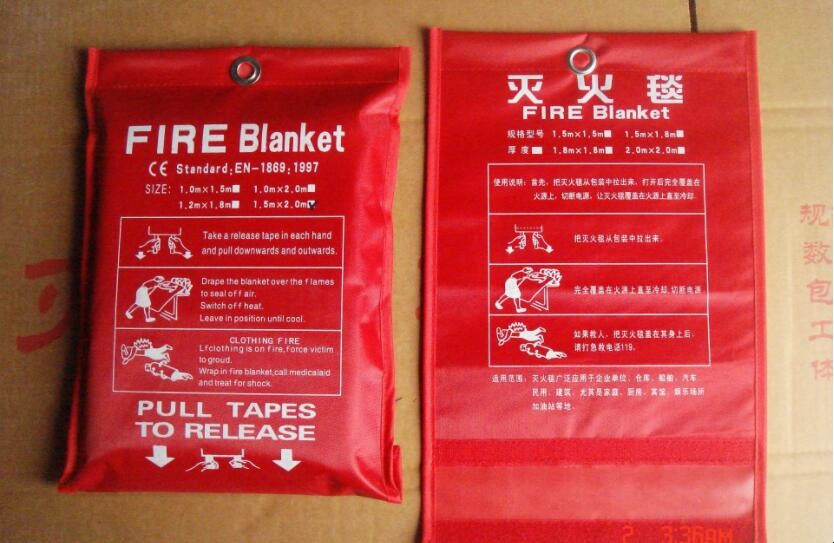 FIRE Blanket
CE Standard:EN-1869:1997
SIZE: 1.0m×1.5m■ 1.0m×2.0m■
1.2m×1.8m■ 1.5m×2.0m■
Take a release tape in each hand
and pull downwards and outwards.
Drape the blanket over the flames
to seal off air.
Switch off heat.
Leave in position until cool.
CLOTHING FIRE
Lfclothing is on fire,force victim
to groud.
Wrap in fire blanket,call medicalaid
and treat for shock.
PULL TAPES
TO RELEASE
灭火毯
FIRE Blanket
规格型号 1.5m×1.5m■ 1.5m×1.8m■
厚度■ 1.8m×1.8m■ 2.0m×2.0m■
使用说明：首先，把灭火毯从包装中拉出来，打开后完全覆盖在
火源上，切断电源，让灭火毯覆盖在火源上直至冷却.
把灭火毯从包装中拉出来.
完全覆盖在火源上直至冷却.切断电源
如果救人，把灭火毯盖在其身上后，
请打急救电话119.
适用范围：灭火毯广泛应用于企业单位、仓库、船舶、汽车
民用、建筑，尤其是家庭、厨房、宾馆、娱乐场所
加油站等地.
灭
规
数
包
工
体
2 3:36AM